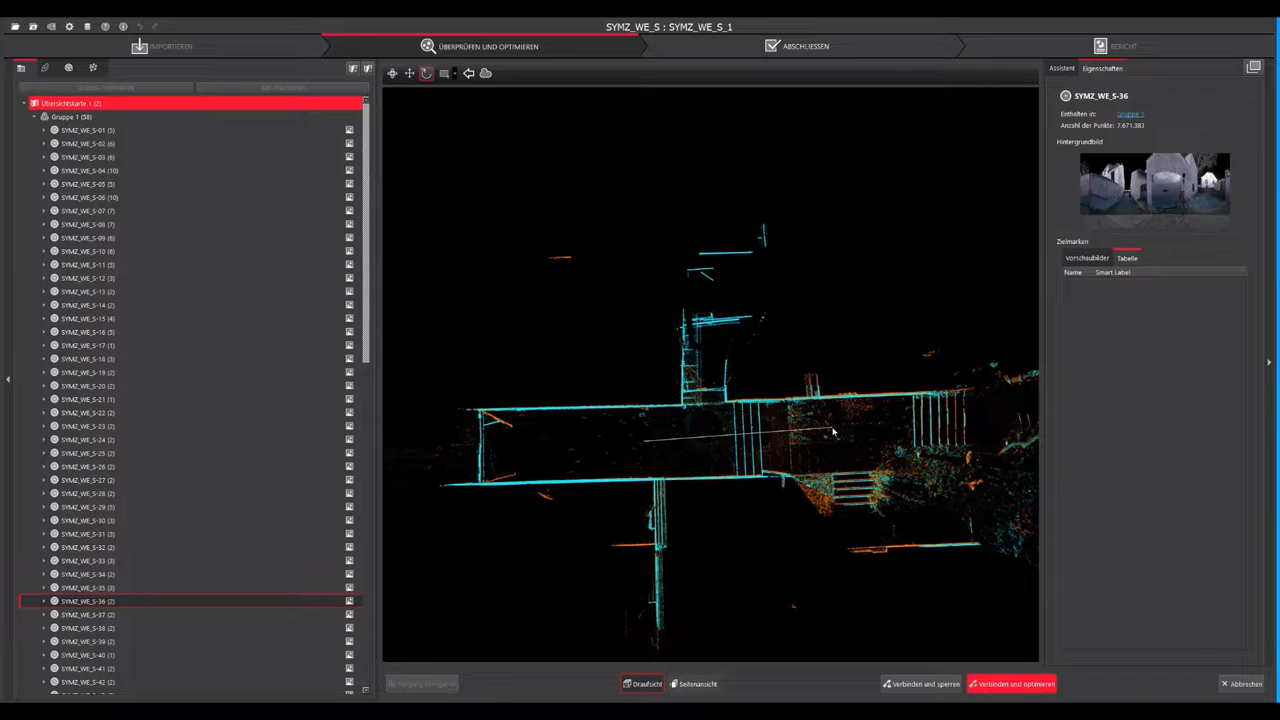 SYMZ_WE_S : SYMZ_WE_S_1
IMPORTIEREN
ÜBERPRÜFEN UND OPTIMIEREN
ABSCHLIESSEN
BERICHT
Übersichtskarte 1 (2)
Gruppe 1 (58)
SYMZ_WE_S-01 (5)
SYMZ_WE_S-02 (6)
SYMZ_WE_S-03 (6)
SYMZ_WE_S-04 (10)
SYMZ_WE_S-05 (5)
SYMZ_WE_S-06 (10)
SYMZ_WE_S-07 (7)
SYMZ_WE_S-08 (7)
SYMZ_WE_S-09 (6)
SYMZ_WE_S-10 (6)
SYMZ_WE_S-11 (5)
SYMZ_WE_S-12 (3)
SYMZ_WE_S-13 (2)
SYMZ_WE_S-14 (2)
SYMZ_WE_S-15 (4)
SYMZ_WE_S-16 (5)
SYMZ_WE_S-17 (1)
SYMZ_WE_S-18 (3)
SYMZ_WE_S-19 (2)
SYMZ_WE_S-20 (2)
SYMZ_WE_S-21 (1)
SYMZ_WE_S-22 (2)
SYMZ_WE_S-23 (2)
SYMZ_WE_S-24 (2)
SYMZ_WE_S-25 (2)
SYMZ_WE_S-26 (2)
SYMZ_WE_S-27 (2)
SYMZ_WE_S-28 (2)
SYMZ_WE_S-29 (5)
SYMZ_WE_S-30 (3)
SYMZ_WE_S-31 (3)
SYMZ_WE_S-32 (2)
SYMZ_WE_S-33 (2)
SYMZ_WE_S-34 (2)
SYMZ_WE_S-35 (3)
SYMZ_WE_S-36 (2)
SYMZ_WE_S-37 (2)
SYMZ_WE_S-38 (2)
SYMZ_WE_S-39 (2)
SYMZ_WE_S-40 (1)
SYMZ_WE_S-41 (2)
SYMZ_WE_S-42 (2)
Draufsicht
Seitenansicht
Verbinden und sperren
Verbinden und optimieren
Abbrechen
Assistent
Eigenschaften
SYMZ_WE_S-36
Enthalten in: Gruppe 1
Anzahl der Punkte: 7.671.383
Hintergrundbild
Zielmarken
Vorschaubilder
Tabelle
Name
Smart Label